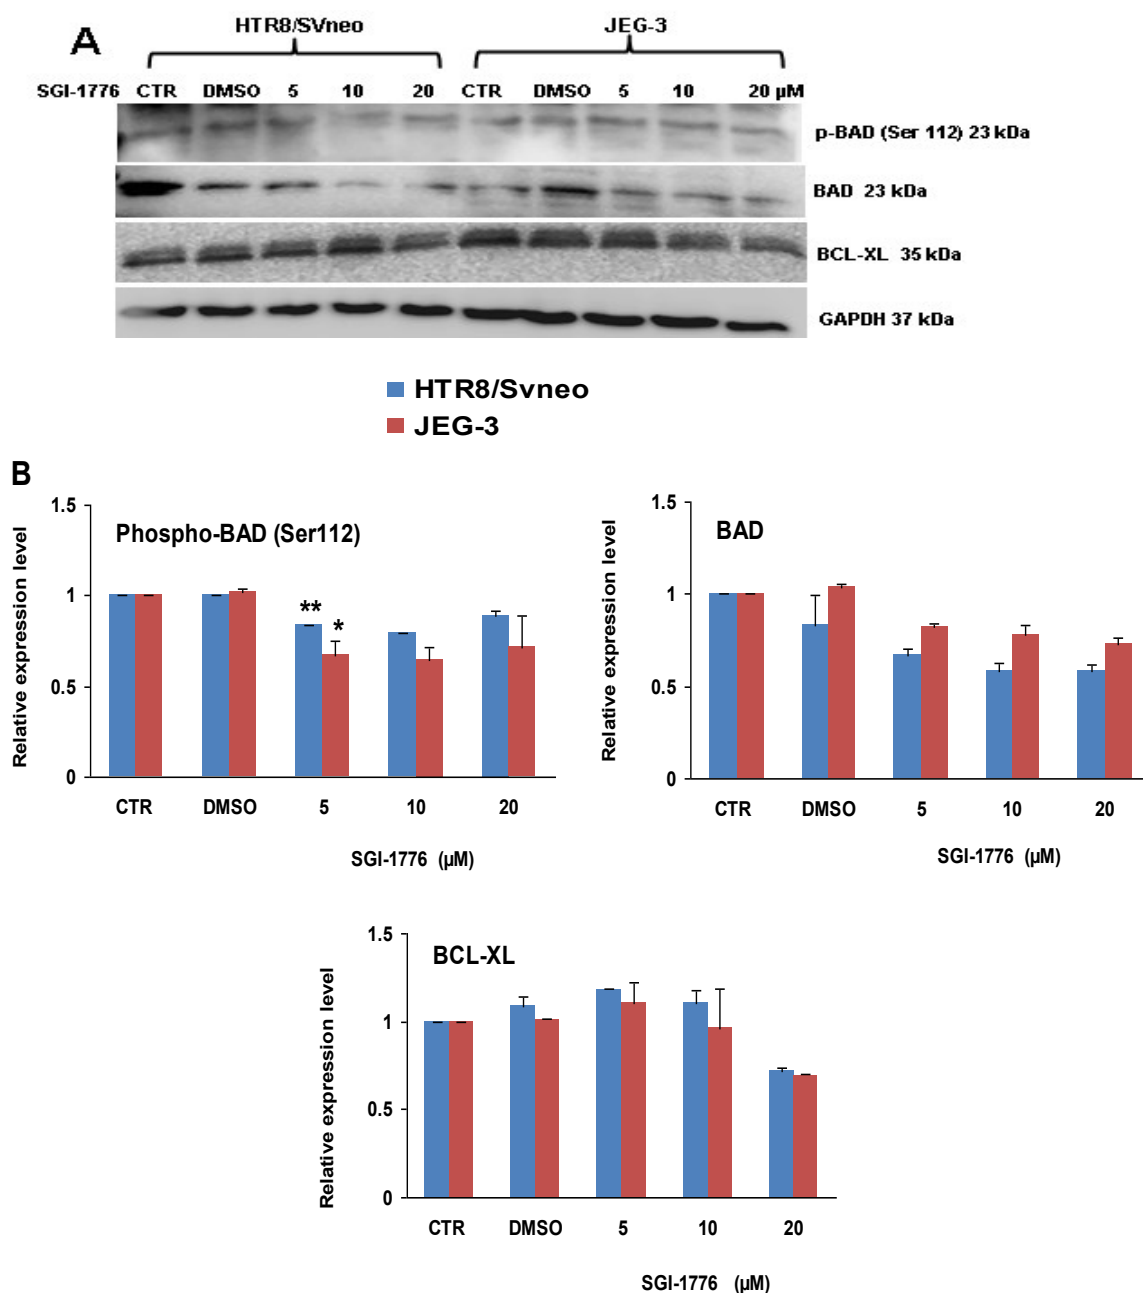 A
HTR8/SVneo JEG-3
SGI-1776 CTR DMSO 5 10 20 CTR DMSO 5 10 20 µM
p-BAD (Ser 112) 23 kDa
BAD 23 kDa
BCL-XL 35 kDa
GAPDH 37 kDa
HTR8/Svneo
JEG-3
B
Phospho-BAD (Ser112)
Relative expression level
1.5
1
0.5
0
** *
CTR DMSO 5 10 20
SGI-1776 (µM)
BAD
Relative expression level
1.5
1
0.5
0
CTR DMSO 5 10 20
SGI-1776 (µM)
BCL-XL
Relative expression level
1.5
1
0.5
0
CTR DMSO 5 10 20
SGI-1776 (µM)